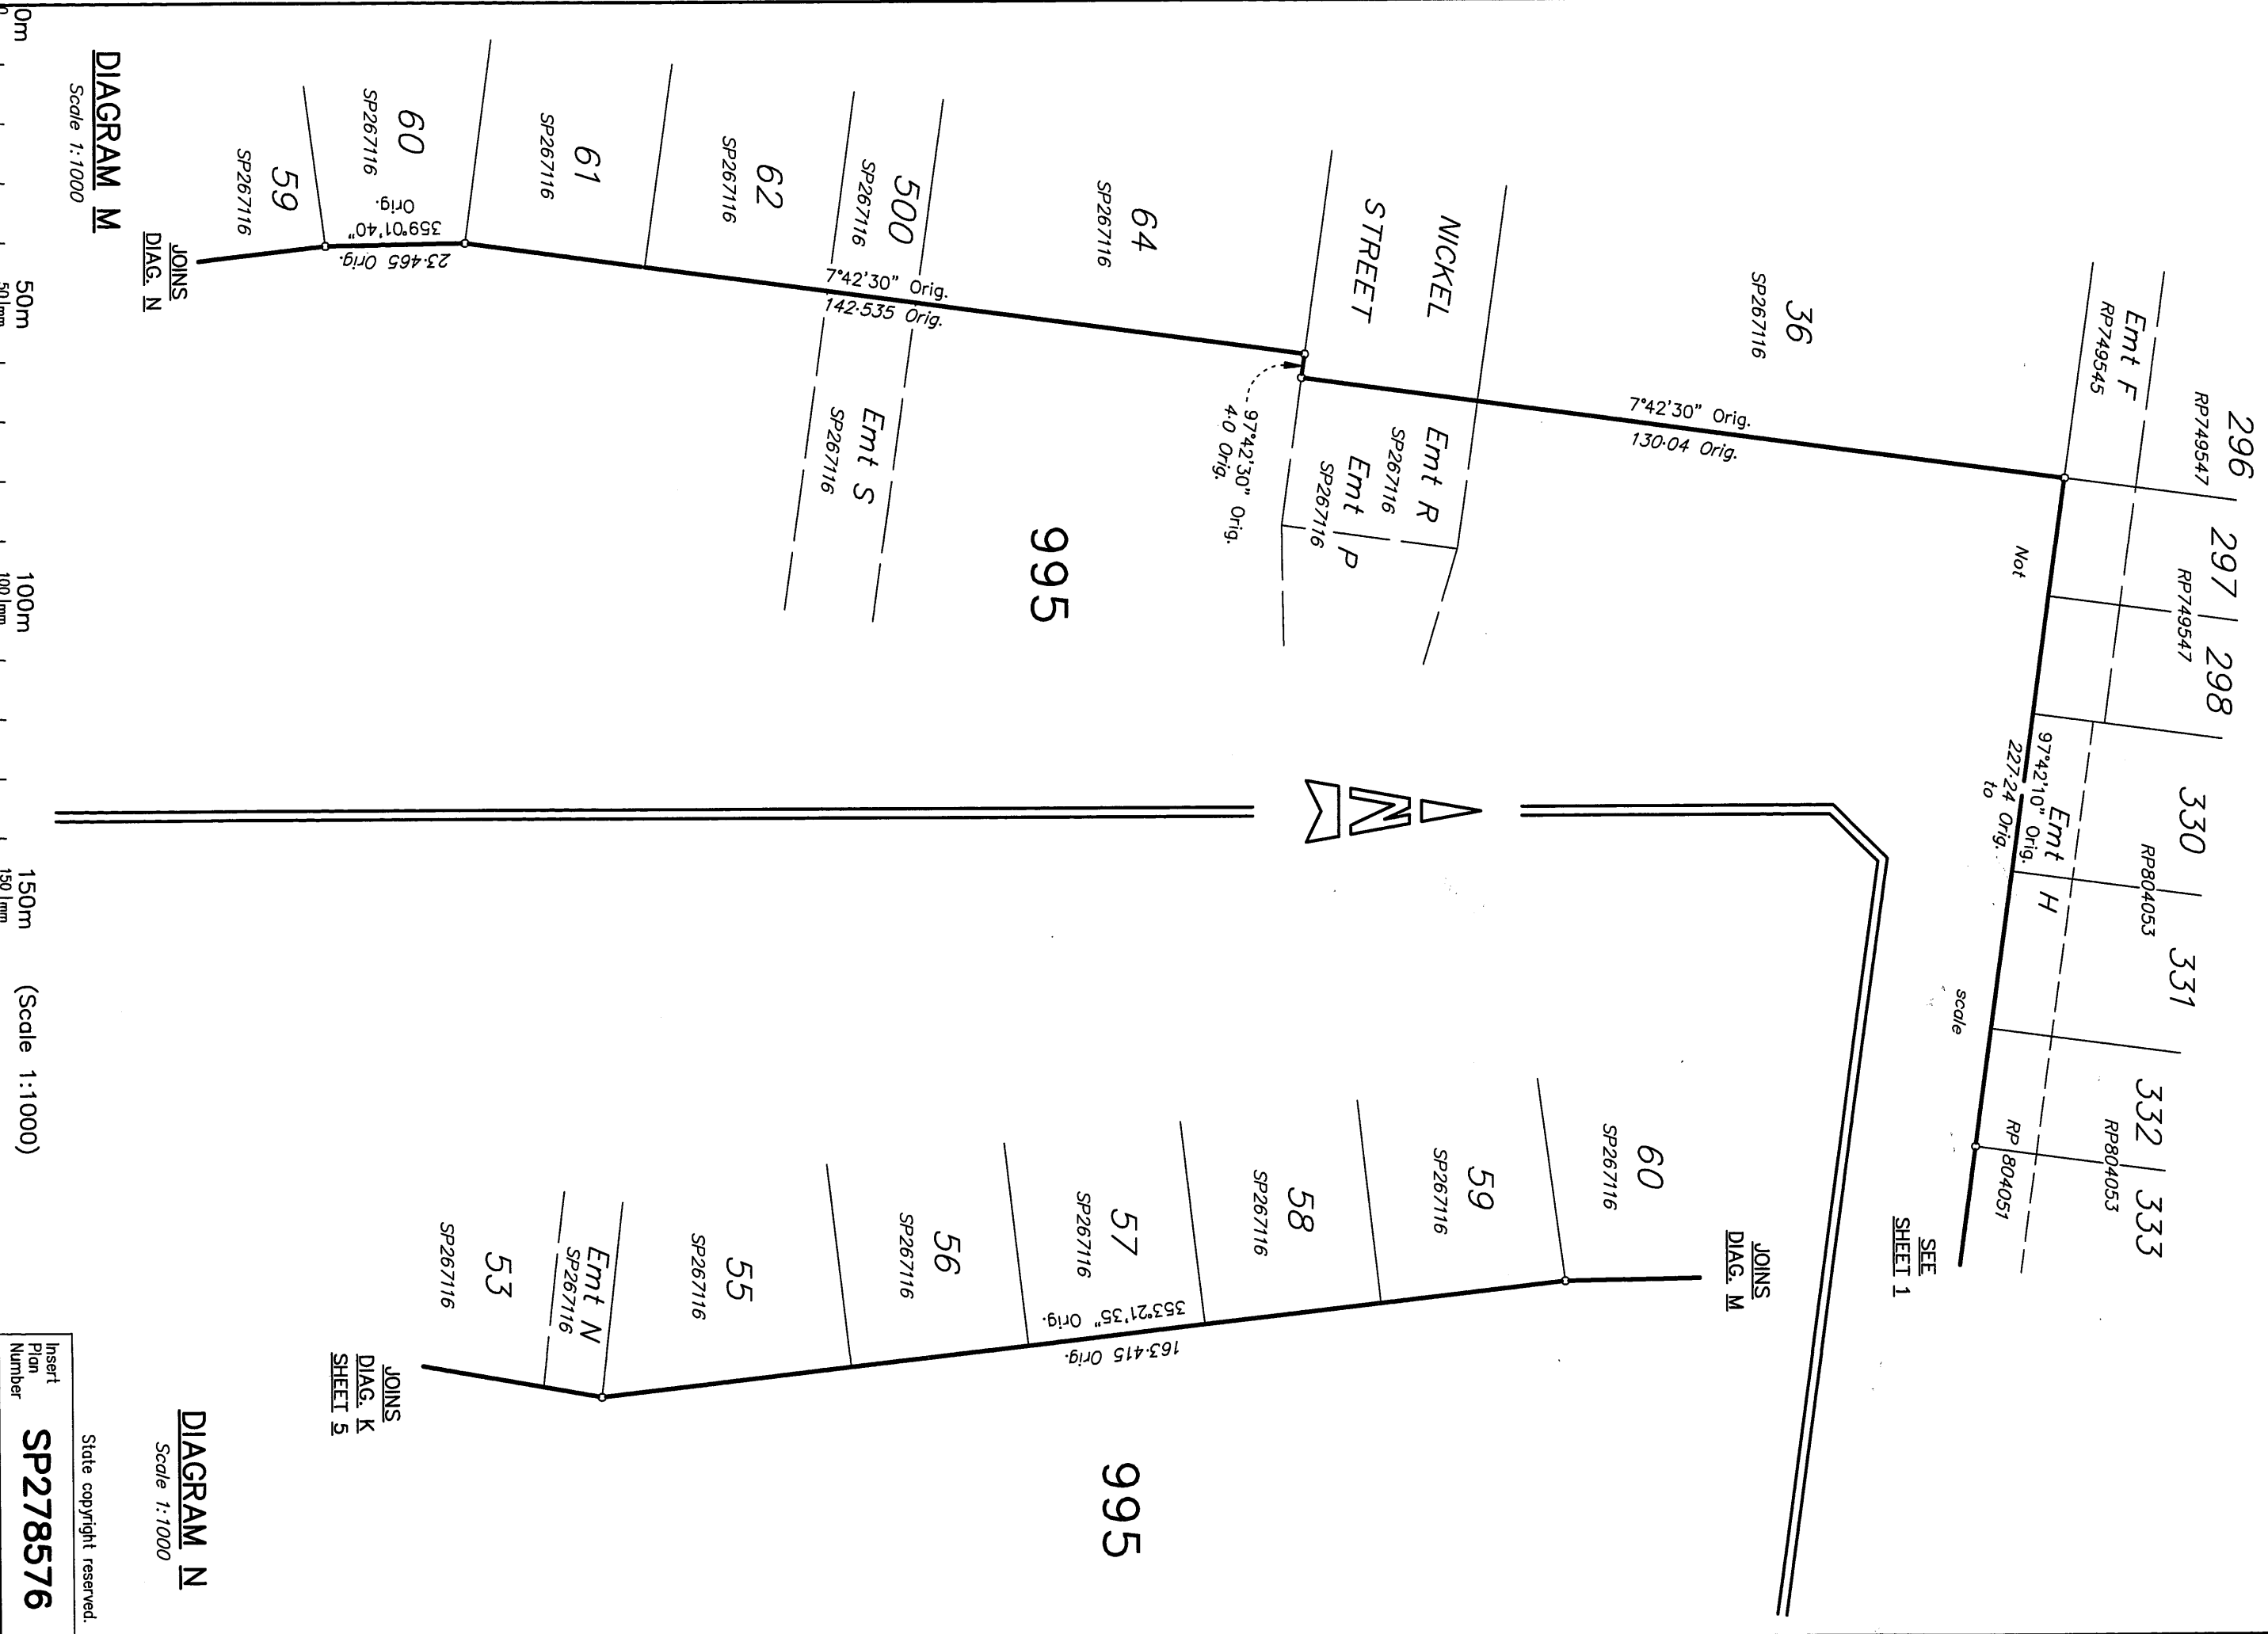 296
RP749547
297
298
RP749547
330
331
RP804053
332
333
RP804053
Emt F
RP749545
Emt H
RP 804051
Not
to
scale
97°42'10" Orig.
227·24 Orig.
SEE
SHEET 1
36
SP267116
7°42'30" Orig.
130·04 Orig.
NICKEL
STREET
Emt R
SP267116
Emt P
SP267116
97°42'30" Orig.
4·0 Orig.
64
SP267116
995
7°42'30" Orig.
142·535 Orig.
500
SP267116
Emt S
SP267116
62
SP267116
61
SP267116
60
SP267116
359°01'40"
Orig.
23·465 Orig.
59
SP267116
JOINS
DIAG. N
DIAGRAM M
Scale 1:1000
N
JOINS
DIAG. M
60
SP267116
59
SP267116
58
SP267116
57
SP267116
353°21'35" Orig.
163·415 Orig.
995
56
SP267116
55
SP267116
Emt N
SP267116
53
SP267116
JOINS
DIAG. K
SHEET 5
DIAGRAM N
Scale 1:1000
State copyright reserved.
0m 50m 100m 150m (Scale 1:1000)
0 50 mm 100 mm 150 mm
Insert
Plan
Number
SP278576